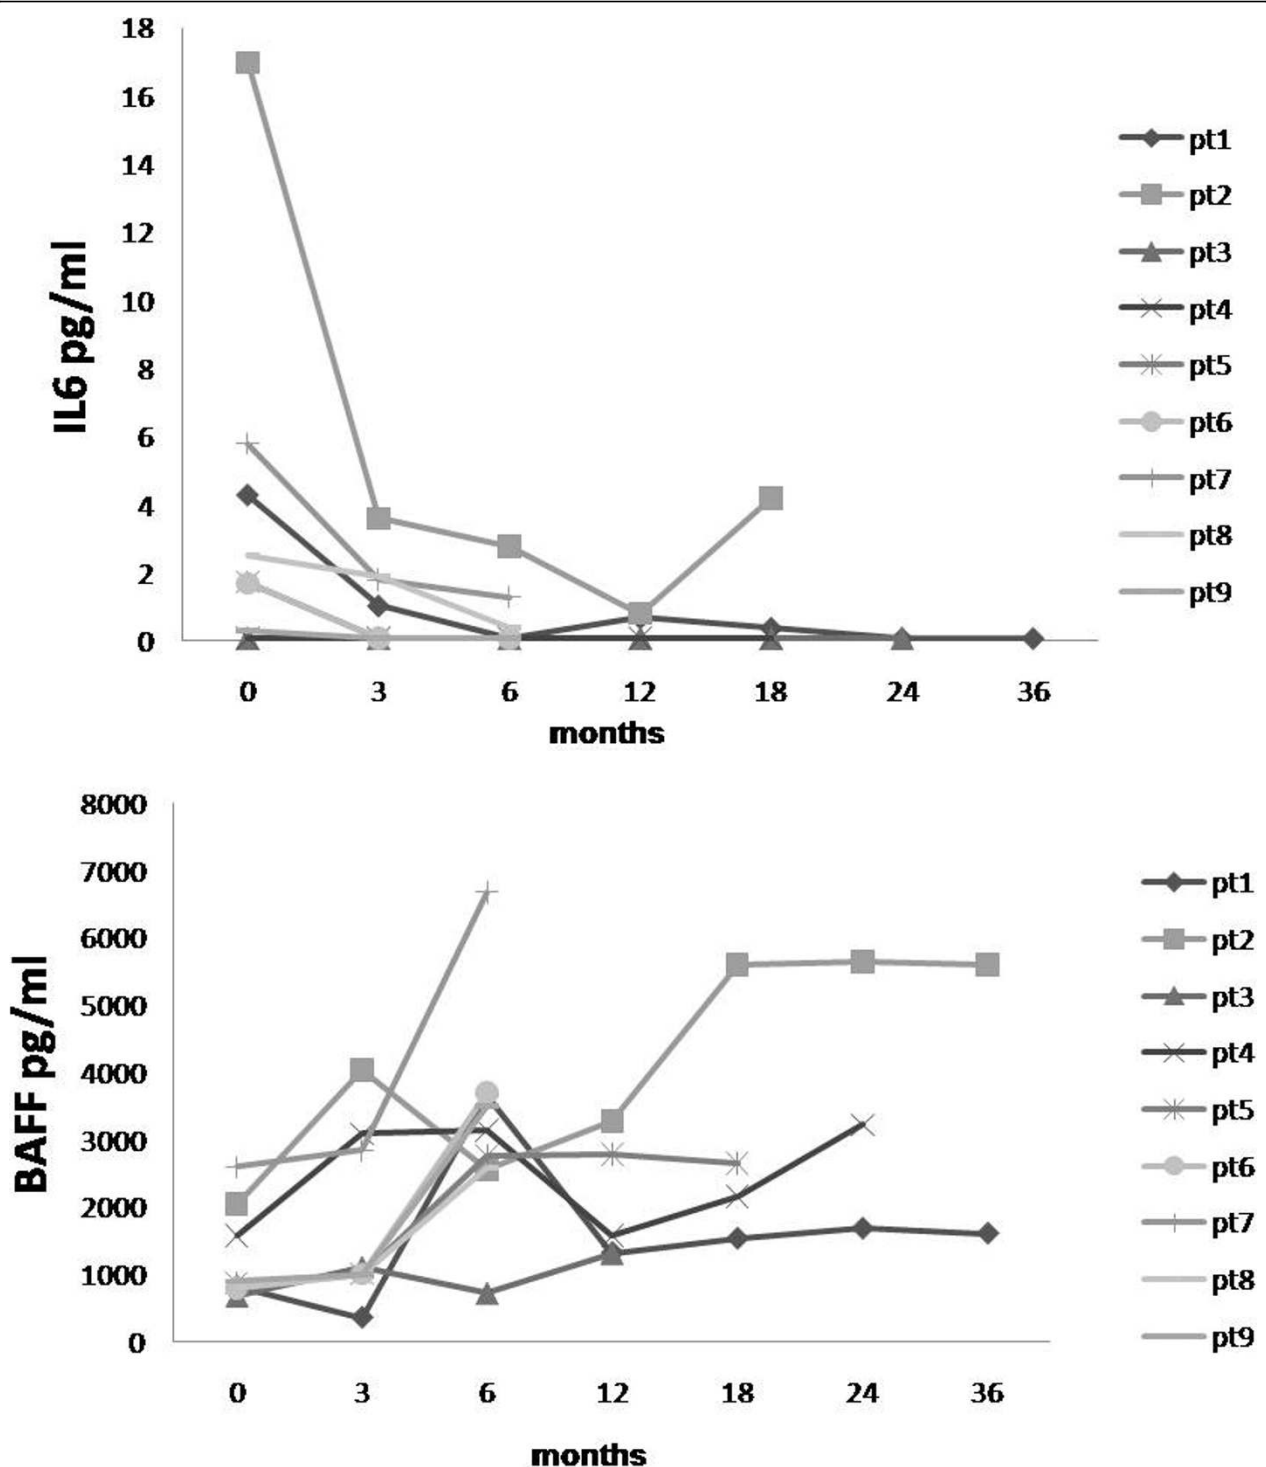 18
16
14
12
10
8
6
4
2
0
IL6 pg/ml
0 3 6 12 18 24 36
months
pt1
pt2
pt3
pt4
pt5
pt6
pt7
pt8
pt9
8000
7000
6000
5000
4000
3000
2000
1000
0
BAFF pg/ml
0 3 6 12 18 24 36
months
pt1
pt2
pt3
pt4
pt5
pt6
pt7
pt8
pt9